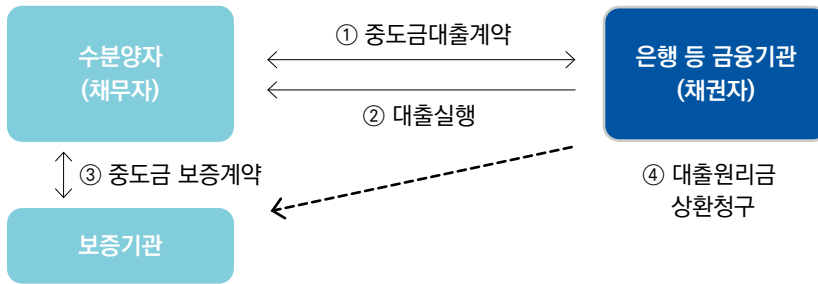 수분양자
(채무자)
① 중도금대출계약
② 대출실행
은행 등 금융기관
(채권자)
③ 중도금 보증계약
④ 대출원리금
상환청구
보증기관